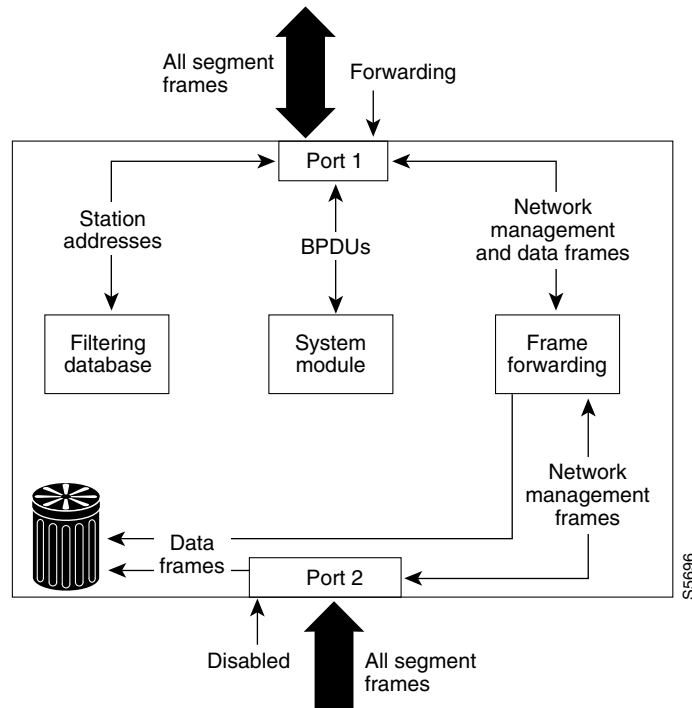 All segment
frames
Forwarding
Port 1
Station
addresses
BPDUs
Network
management
and data frames
Filtering
database
System
module
Frame
forwarding
Network
management
frames
Data
frames
Port 2
Disabled
All segment
frames
S5696